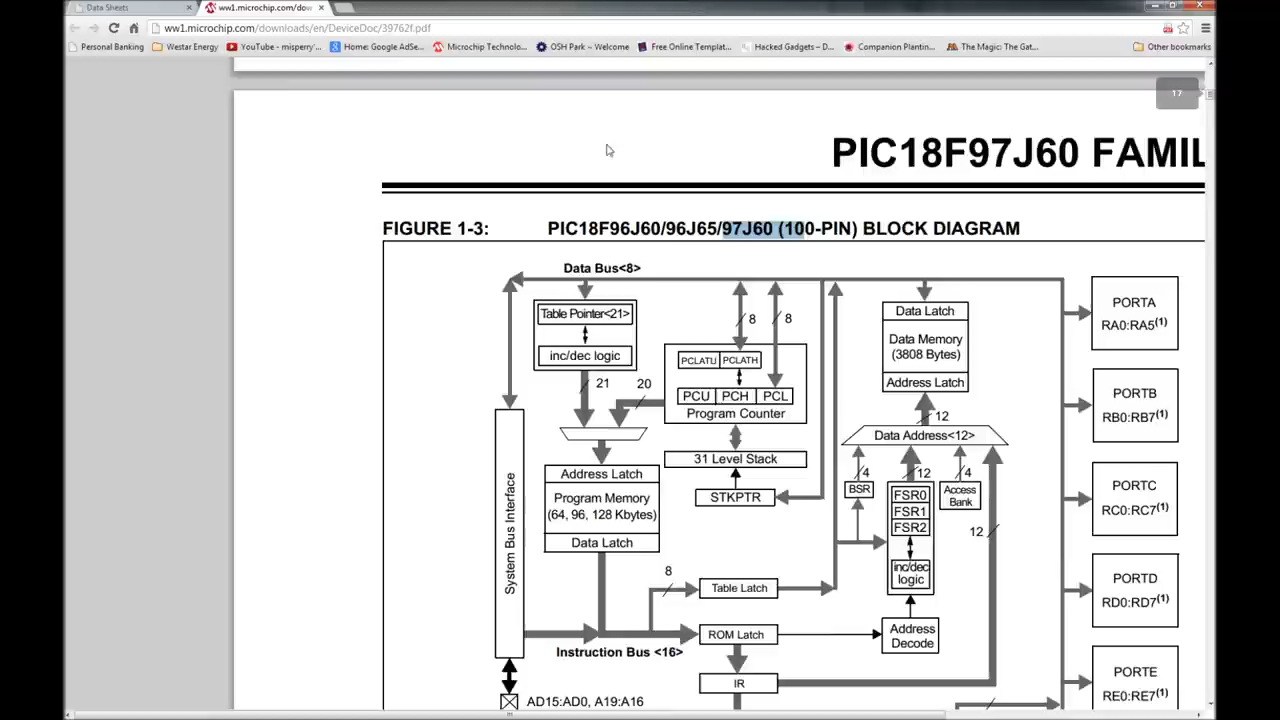 Data Sheets
ww1.microchip.com/dow
ww1.microchip.com/downloads/en/DeviceDoc/39762f.pdf
Personal Banking
Westar Energy
YouTube - misperry7...
Home: Google AdSe...
Microchip Technolo...
OSH Park ~ Welcome
Free Online Templat...
Hacked Gadgets – D...
Companion Plantin...
The Magic: The Gat...
Other bookmarks
17
PIC18F97J60 FAMIL
FIGURE 1-3: PIC18F96J60/96J65/97J60 (100-PIN) BLOCK DIAGRAM
Data Bus<8>
Table Pointer<21>
inc/dec logic
21
20
8
8
PCLATU PCLATH
PCU PCH PCL
Program Counter
31 Level Stack
STKPTR
Data Latch
Data Memory
(3808 Bytes)
Address Latch
12
Data Address<12>
4
12
4
BSR
FSR0
FSR1
FSR2
Access
Bank
12
inc/dec
logic
Address
Decode
System Bus Interface
Address Latch
Program Memory
(64, 96, 128 Kbytes)
Data Latch
8
Table Latch
ROM Latch
Instruction Bus <16>
IR
AD15:AD0, A19:A16
PORTA
RA0:RA5(1)
PORTB
RB0:RB7(1)
PORTC
RC0:RC7(1)
PORTD
RD0:RD7(1)
PORTE
RE0:RE7(1)